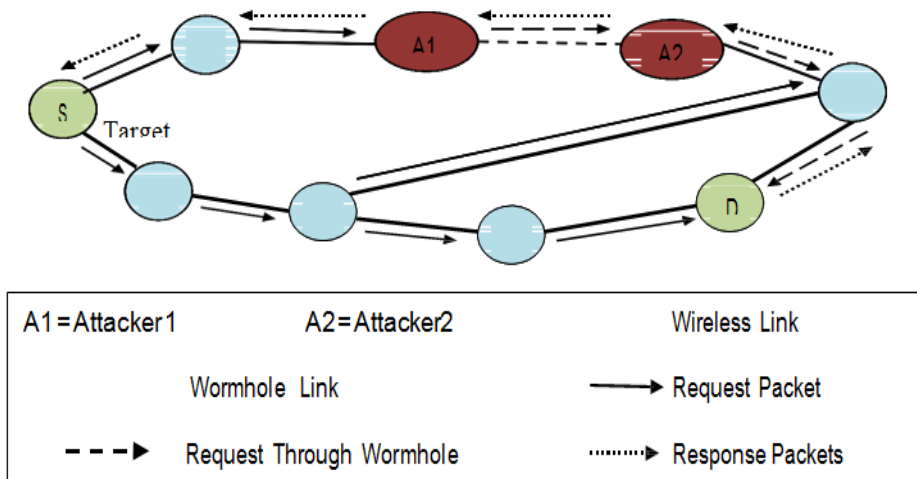 A1
A2
S
Target
D
A1=Attacker1 A2=Attacker2 Wireless Link
Wormhole Link Request Packet
Request Through Wormhole Response Packets